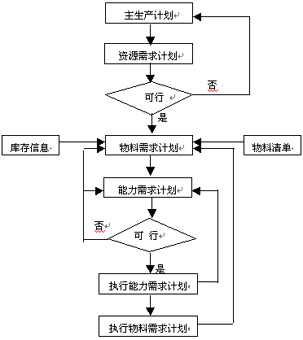 主生产计划
资源需求计划
可行
否
是
库存信息
物料需求计划
物料清单
能力需求计划
否
可 行
是
执行能力需求计划
执行物料需求计划